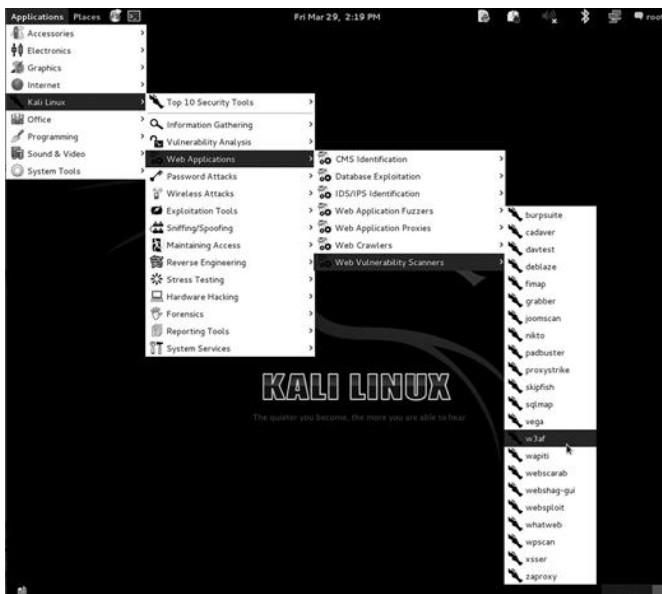 Applications Places
Fri Mar 29, 2:19 PM
root
Accessories
Electronics
Graphics
Internet
Kali Linux
Office
Programming
Sound & Video
System Tools
Top 10 Security Tools
Information Gathering
Vulnerability Analysis
Web Applications
Password Attacks
Wireless Attacks
Exploitation Tools
Sniffing/Spoofing
Maintaining Access
Reverse Engineering
Stress Testing
Hardware Hacking
Forensics
Reporting Tools
System Services
CMS Identification
Database Exploitation
IDS/IPS Identification
Web Application Fuzzers
Web Application Proxies
Web Crawlers
Web Vulnerability Scanners
burpsuite
cadaver
davtest
deblaze
fimap
grabber
joomscan
nikto
padbuster
proxystrike
skipfish
sqlmap
vega
w3af
wapiti
webscarab
webshag-gui
websploit
whatweb
wpscan
xsser
zaproxy
KALI LINUX
The quieter you become, the more you are able to hear